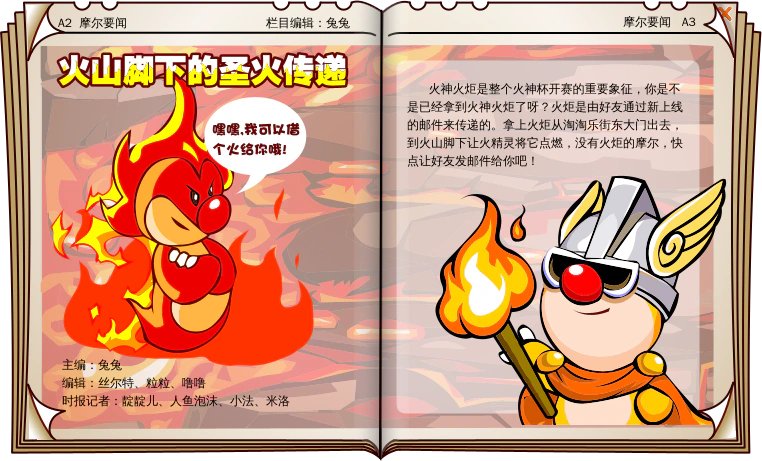 A2 摩尔要闻
栏目编辑：兔兔
火山脚下的圣火传递
嘿嘿,我可以借
个火给你哦!
主编：兔兔
编辑：丝尔特、粒粒、噜噜
时报记者：靛靛儿、人鱼泡沫、小法、米洛
摩尔要闻 A3
火神火炬是整个火神杯开赛的重要象征，你是不
是已经拿到火神火炬了呀？火炬是由好友通过新上线
的邮件来传递的。拿上火炬从淘淘乐街东大门出去，
到火山脚下让火精灵将它点燃，没有火炬的摩尔，快
点让好友发邮件给你吧！